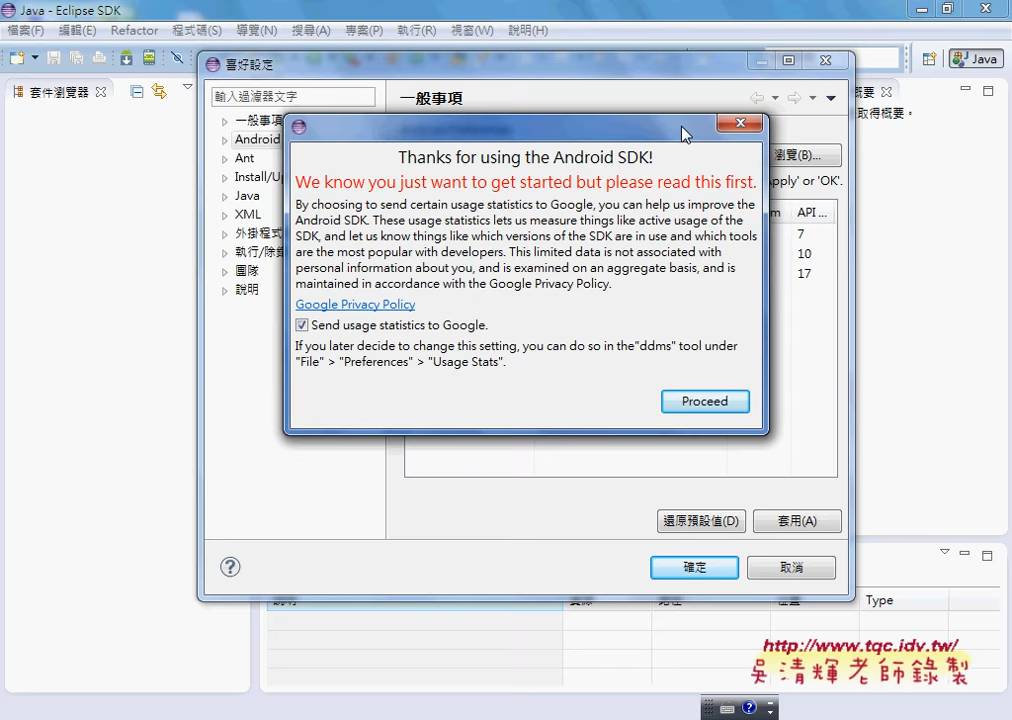 Java - Eclipse SDK
檔案(F) 編輯(E) Refactor 程式碼(S) 導覽(N) 搜尋(A) 專案(P) 執行(R) 視窗(W) 說明(H)
Java
套件瀏覽器
概要
取得概要。
喜好設定
輸入過濾器文字
一般事項
一般事項
Android
Ant
Install/Up
Java
XML
外掛程式
執行/除錯
團隊
說明
瀏覽(B)...
Apply' or 'OK'.
m API ...
7
10
17
Thanks for using the Android SDK!
We know you just want to get started but please read this first.
By choosing to send certain usage statistics to Google, you can help us improve the
Android SDK. These usage statistics lets us measure things like active usage of the
SDK, and let us know things like which versions of the SDK are in use and which tools
are the most popular with developers. This limited data is not associated with
personal information about you, and is examined on an aggregate basis, and is
maintained in accordance with the Google Privacy Policy.
Google Privacy Policy
Send usage statistics to Google.
If you later decide to change this setting, you can do so in the"ddms" tool under
"File" > "Preferences" > "Usage Stats".
Proceed
還原預設值(D) 套用(A)
確定 取消
Type
http://www.tqc.idv.tw/
吳清輝老師錄製